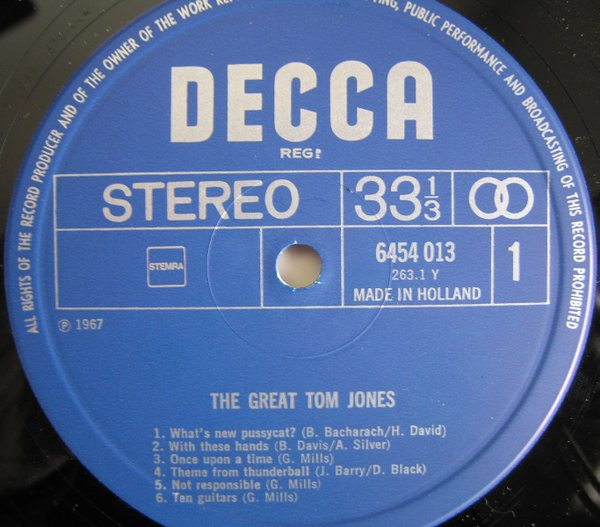 ALL RIGHTS OF THE RECORD PRODUCER AND OF THE OWNER OF THE WORK
PUBLIC PERFORMANCE AND BROADCASTING OF THIS RECORD PROHIBITED
DECCA
REGD
STEREO
33 1/3
STEMRA
6454 013
263.1 Y
MADE IN HOLLAND
1
℗ 1967
THE GREAT TOM JONES
1. What's new pussycat? (B. Bacharach/H. David)
2. With these hands (B. Davis/A. Silver)
3. Once upon a time (G. Mills)
4. Theme from thunderball (J. Barry/D. Black)
5. Not responsible (G. Mills)
6. Ten guitars (G. Mills)